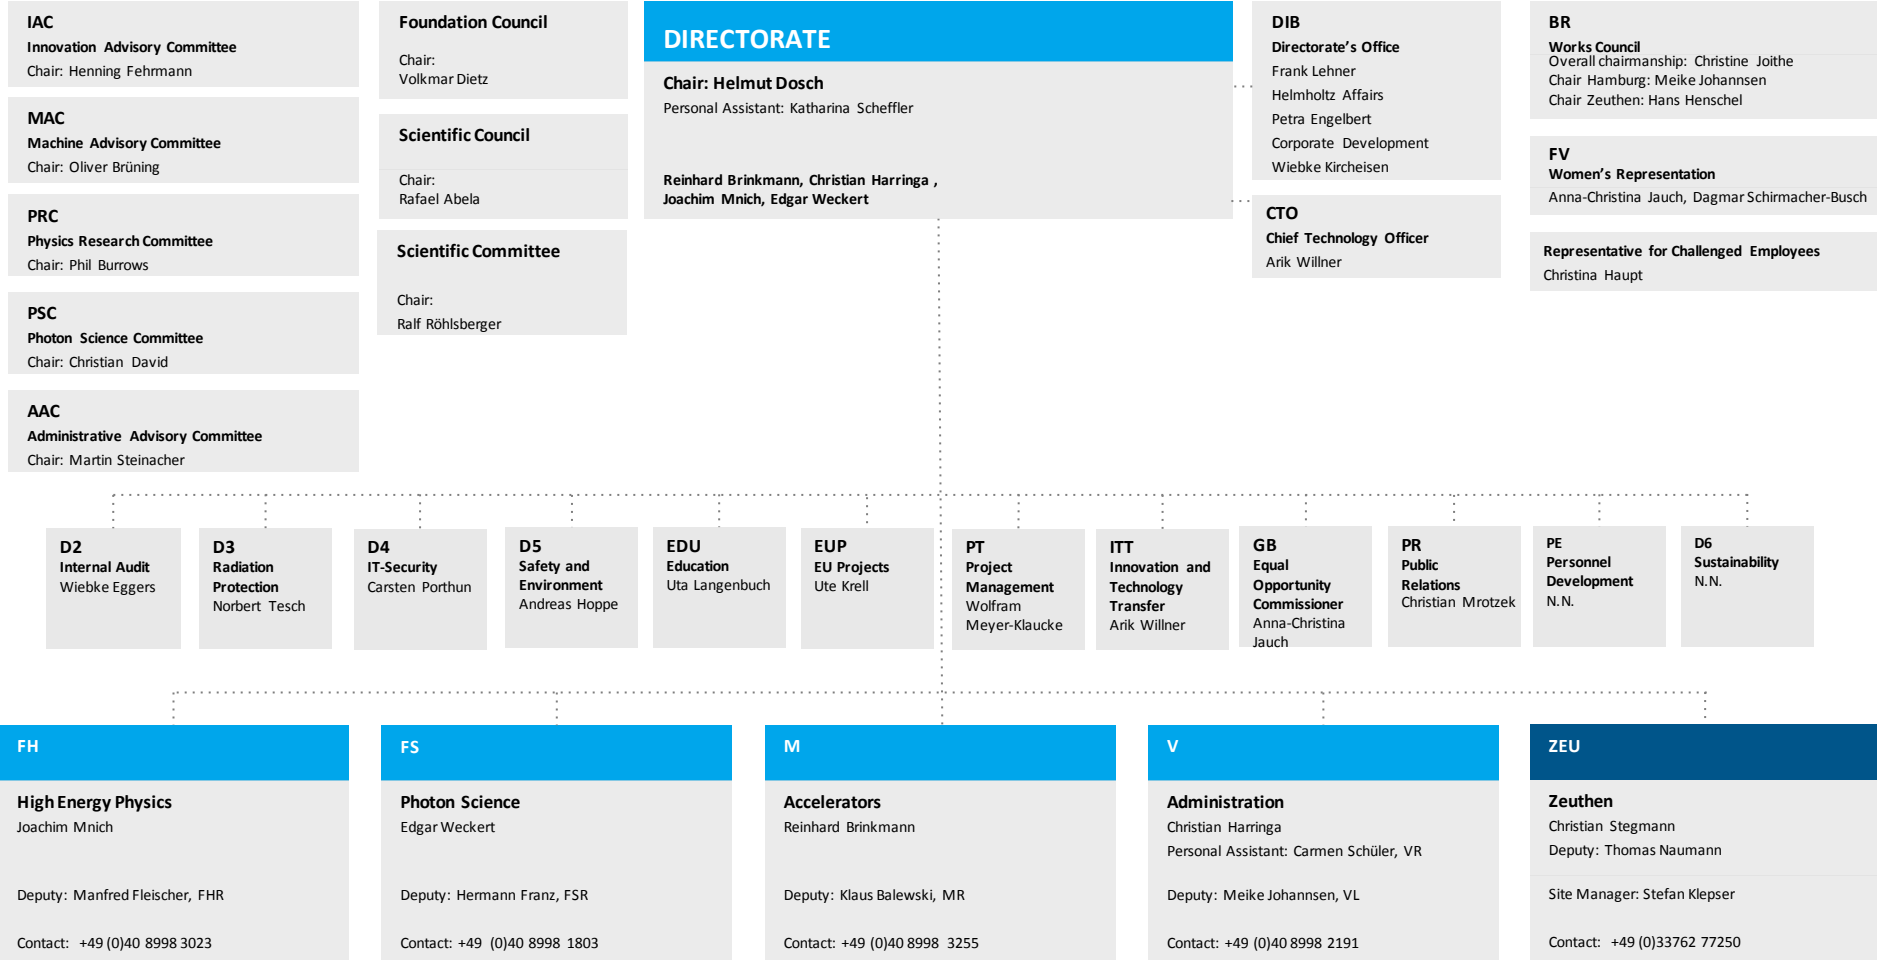 IAC
Innovation Advisory Committee
Chair: Henning Fehrmann
MAC
Machine Advisory Committee
Chair: Oliver Brüning
PRC
Physics Research Committee
Chair: Phil Burrows
PSC
Photon Science Committee
Chair: Christian David
AAC
Administrative Advisory Committee
Chair: Martin Steinacher
Foundation Council
Chair:
Volkmar Dietz
Scientific Council
Chair:
Rafael Abela
Scientific Committee
Chair:
Ralf Röhlsberger
DIRECTORATE
Chair: Helmut Dosch
Personal Assistant: Katharina Scheffler
Reinhard Brinkmann, Christian Harringa ,
Joachim Mnich, Edgar Weckert
DIB
Directorate's Office
Frank Lehner
Helmholtz Affairs
Petra Engelbert
Corporate Development
Wiebke Kircheisen
CTO
Chief Technology Officer
Arik Willner
BR
Works Council
Overall chairmanship: Christine Joithe
Chair Hamburg: Meike Johannsen
Chair Zeuthen: Hans Henschel
FV
Women's Representation
Anna-Christina Jauch, Dagmar Schirmacher-Busch
Representative for Challenged Employees
Christina Haupt
D2
Internal Audit
Wiebke Eggers
D3
Radiation
Protection
Norbert Tesch
D4
IT-Security
Carsten Porthun
D5
Safety and
Environment
Andreas Hoppe
EDU
Education
Uta Langenbuch
EUP
EU Projects
Ute Krell
PT
Project
Management
Wolfram
Meyer-Klaucke
ITT
Innovation and
Technology
Transfer
Arik Willner
GB
Equal
Opportunity
Commissioner
Anna-Christina
Jauch
PR
Public
Relations
Christian Mrotzek
PE
Personnel
Development
N.N.
D6
Sustainability
N.N.
FH
High Energy Physics
Joachim Mnich
Deputy: Manfred Fleischer, FHR
Contact: +49 (0)40 8998 3023
FS
Photon Science
Edgar Weckert
Deputy: Hermann Franz, FSR
Contact: +49 (0)40 8998 1803
M
Accelerators
Reinhard Brinkmann
Deputy: Klaus Balewski, MR
Contact: +49 (0)40 8998 3255
V
Administration
Christian Harringa
Personal Assistant: Carmen Schüler, VR
Deputy: Meike Johannsen, VL
Contact: +49 (0)40 8998 2191
ZEU
Zeuthen
Christian Stegmann
Deputy: Thomas Naumann
Site Manager: Stefan Klepser
Contact: +49 (0)33762 77250